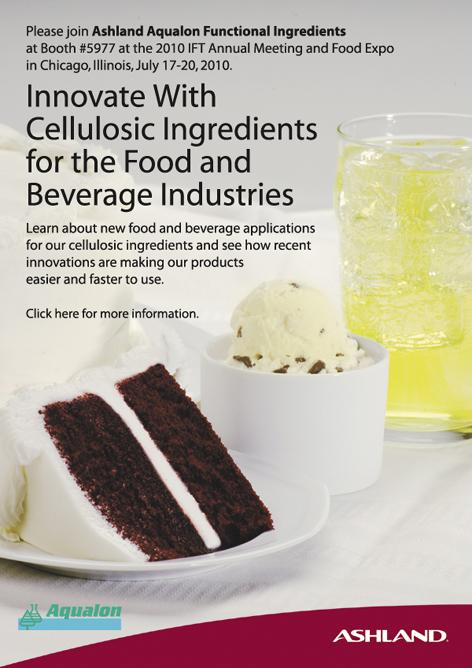 Please join Ashland Aqualon Functional Ingredients
at Booth #5977 at the 2010 IFT Annual Meeting and Food Expo
in Chicago, Illinois, July 17-20, 2010.
Innovate With
Cellulosic Ingredients
for the Food and
Beverage Industries
Learn about new food and beverage applications
for our cellulosic ingredients and see how recent
innovations are making our products
easier and faster to use.
Click here for more information.
Aqualon
ASHLAND.